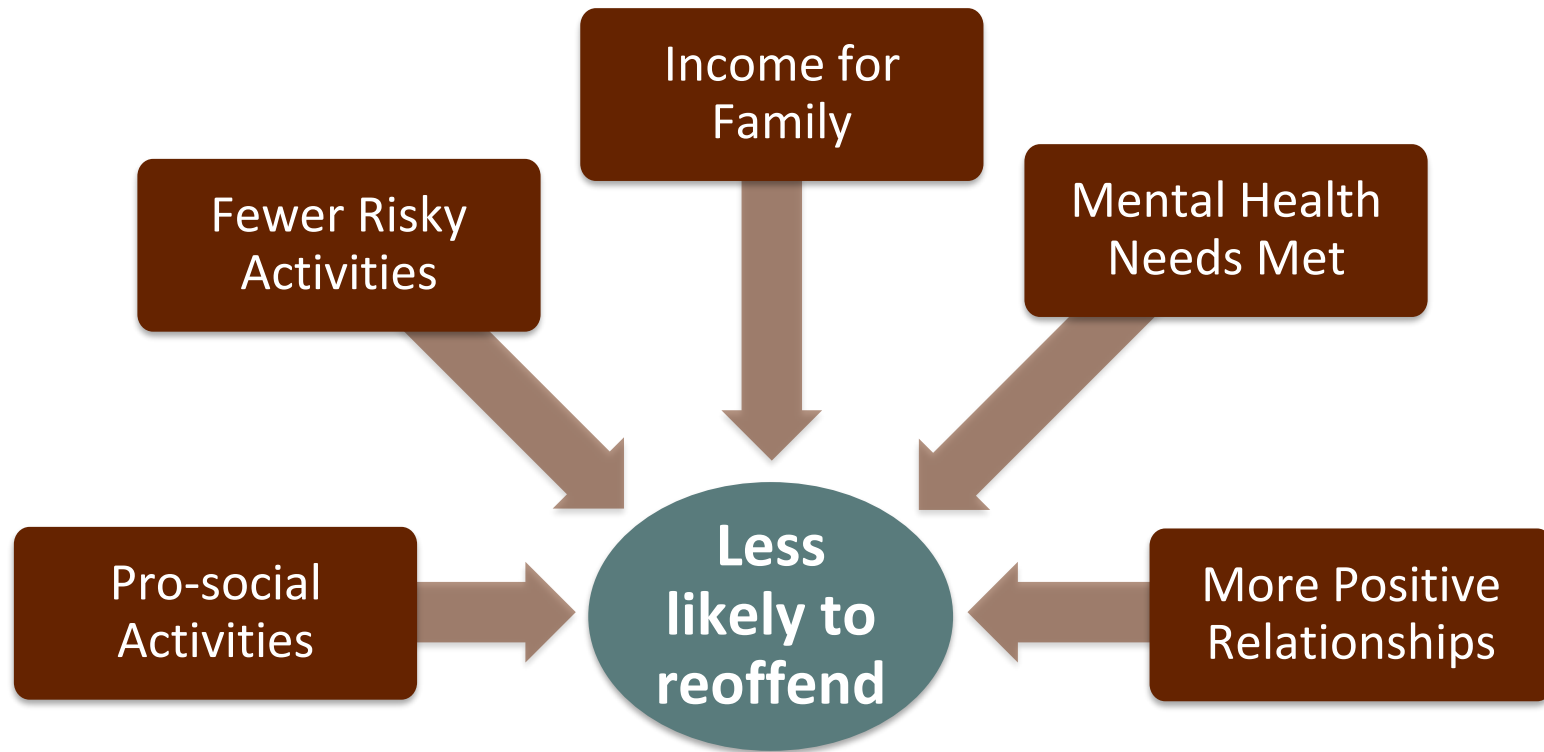 Income for
Family
Fewer Risky
Activities
Mental Health
Needs Met
Pro-social
Activities
Less
likely to
reoffend
More Positive
Relationships